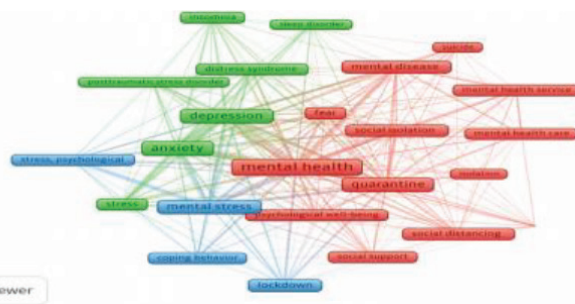 insomnia
sleep disorder
suicide
distress syndrome
mental disease
posttraumatic stress disorder
mental health service
depression
fear
social isolation
mental health care
anxiety
stress, psychological
mental health
isolation
quarantine
stress
mental stress
psychological well-being
social distancing
coping behavior
social support
lockdown
ewer